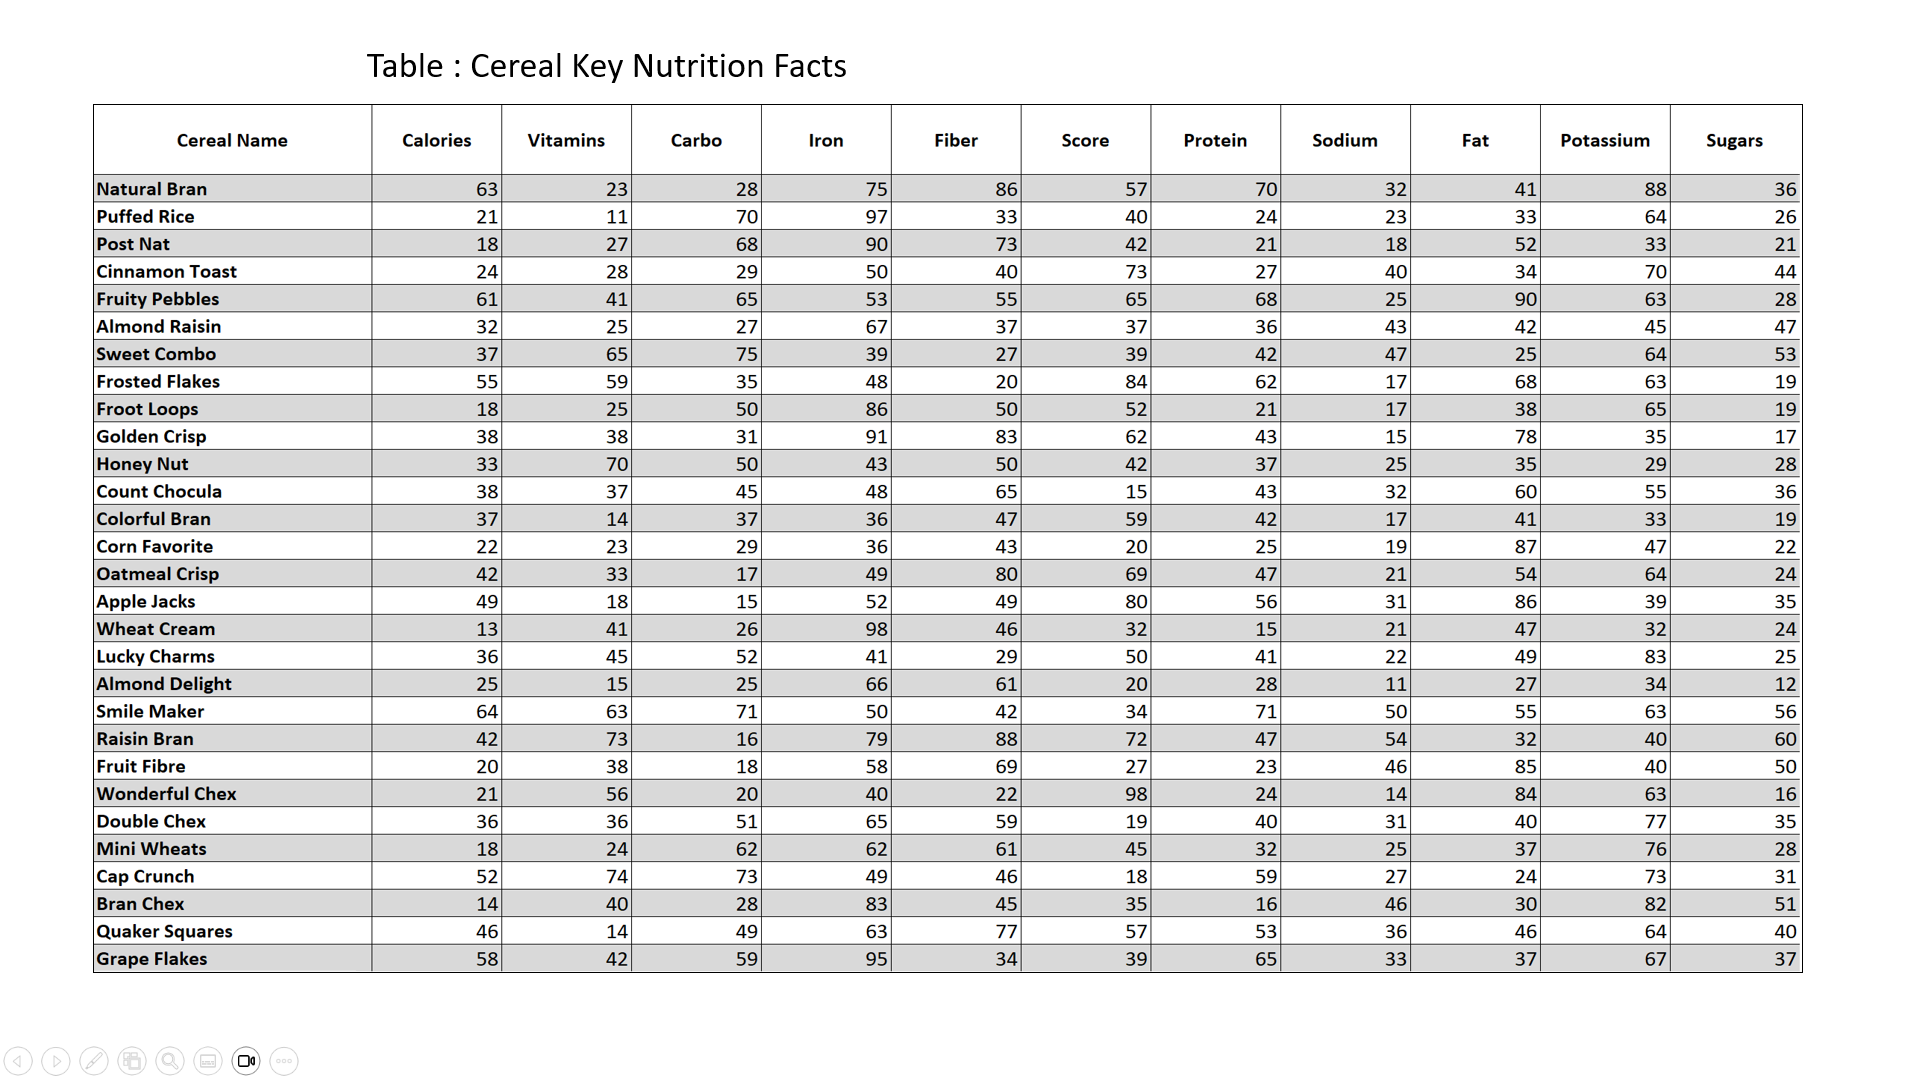 Table : Cereal Key Nutrition Facts
Cereal Name Calories Vitamins Carbo Iron Fiber Score Protein Sodium Fat Potassium Sugars
Natural Bran 63 23 28 75 86 57 70 32 41 88 36
Puffed Rice 21 11 70 97 33 40 24 23 33 64 26
Post Nat 18 27 68 90 73 42 21 18 52 33 21
Cinnamon Toast 24 28 29 50 40 73 27 40 34 70 44
Fruity Pebbles 61 41 65 53 55 65 68 25 90 63 28
Almond Raisin 32 25 27 67 37 37 36 43 42 45 47
Sweet Combo 37 65 75 39 27 39 42 47 25 64 53
Frosted Flakes 55 59 35 48 20 84 62 17 68 63 19
Froot Loops 18 25 50 86 50 52 21 17 38 65 19
Golden Crisp 38 38 31 91 83 62 43 15 78 35 17
Honey Nut 33 70 50 43 50 42 37 25 35 29 28
Count Chocula 38 37 45 48 65 15 43 32 60 55 36
Colorful Bran 37 14 37 36 47 59 42 17 41 33 19
Corn Favorite 22 23 29 36 43 20 25 19 87 47 22
Oatmeal Crisp 42 33 17 49 80 69 47 21 54 64 24
Apple Jacks 49 18 15 52 49 80 56 31 86 39 35
Wheat Cream 13 41 26 98 46 32 15 21 47 32 24
Lucky Charms 36 45 52 41 29 50 41 22 49 83 25
Almond Delight 25 15 25 66 61 20 28 11 27 34 12
Smile Maker 64 63 71 50 42 34 71 50 55 63 56
Raisin Bran 42 73 16 79 88 72 47 54 32 40 60
Fruit Fibre 20 38 18 58 69 27 23 46 85 40 50
Wonderful Chex 21 56 20 40 22 98 24 14 84 63 16
Double Chex 36 36 51 65 59 19 40 31 40 77 35
Mini Wheats 18 24 62 62 61 45 32 25 37 76 28
Cap Crunch 52 74 73 49 46 18 59 27 24 73 31
Bran Chex 14 40 28 83 45 35 16 46 30 82 51
Quaker Squares 46 14 49 63 77 57 53 36 46 64 40
Grape Flakes 58 42 59 95 34 39 65 33 37 67 37